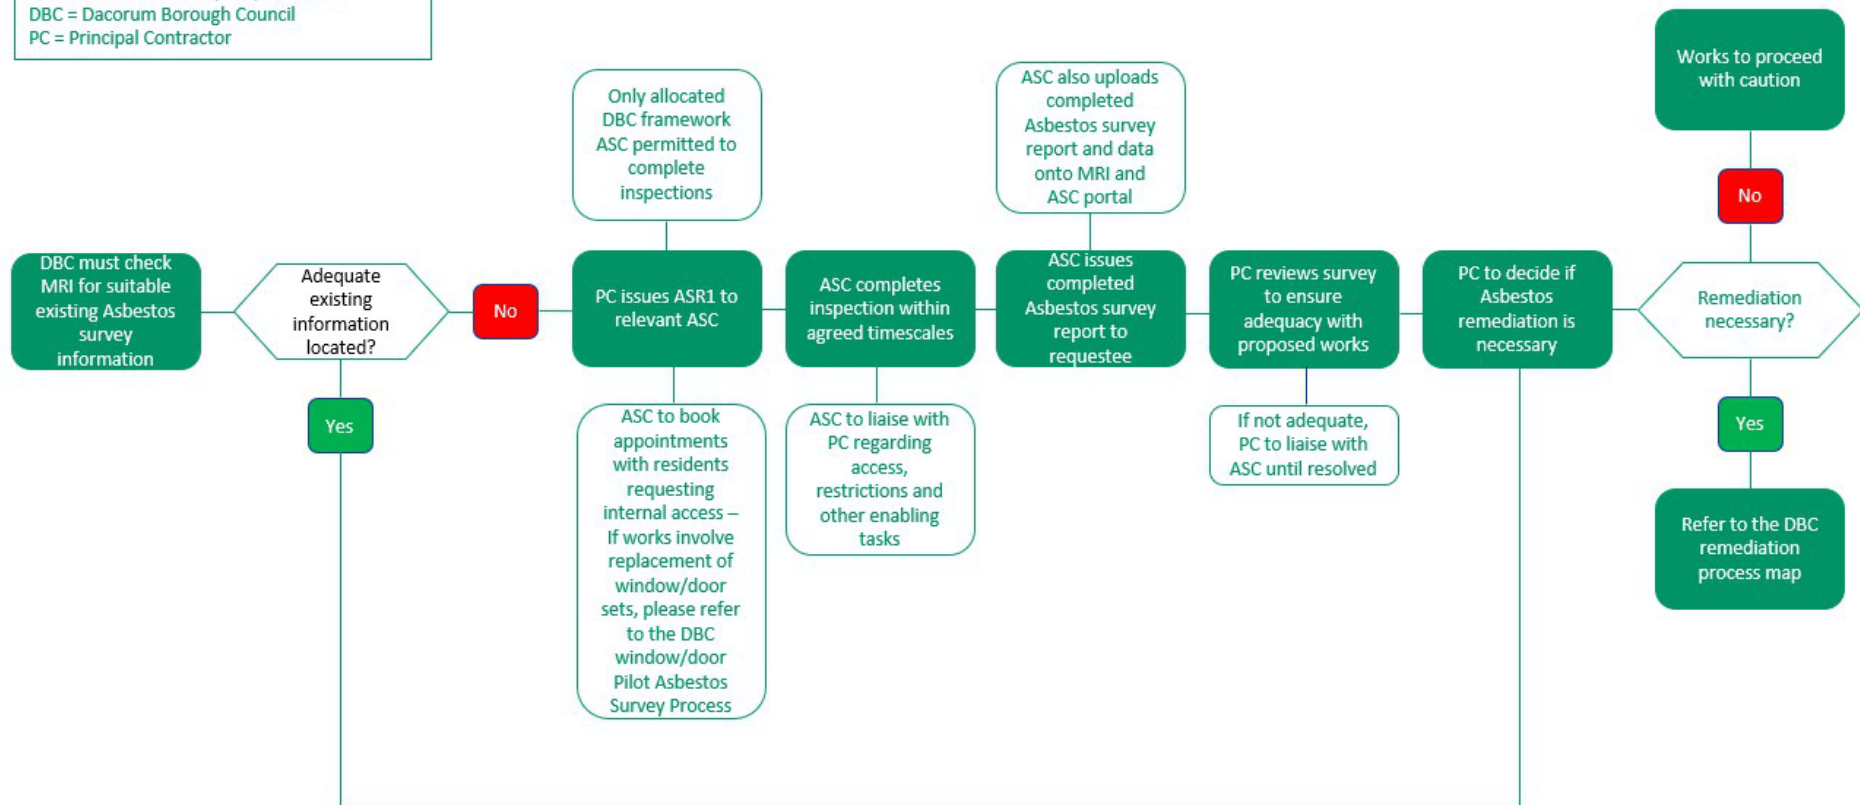 DBC = Dacorum Borough Council
PC = Principal Contractor
Works to proceed
with caution
No
Only allocated
DBC framework
ASC permitted to
complete
inspections
ASC also uploads
completed
Asbestos survey
report and data
onto MRI and
ASC portal
DBC must check
MRI for suitable
existing Asbestos
survey
information
Adequate
existing
information
located?
No
PC issues ASR1 to
relevant ASC
ASC completes
inspection within
agreed timescales
ASC issues
completed
Asbestos survey
report to
requestee
PC reviews survey
to ensure
adequacy with
proposed works
PC to decide if
Asbestos
remediation is
necessary
Remediation
necessary?
Yes
ASC to book
appointments
with residents
requesting
internal access –
If works involve
replacement of
window/door
sets, please refer
to the DBC
window/door
Pilot Asbestos
Survey Process
ASC to liaise with
PC regarding
access,
restrictions and
other enabling
tasks
If not adequate,
PC to liaise with
ASC until resolved
Yes
Refer to the DBC
remediation
process map